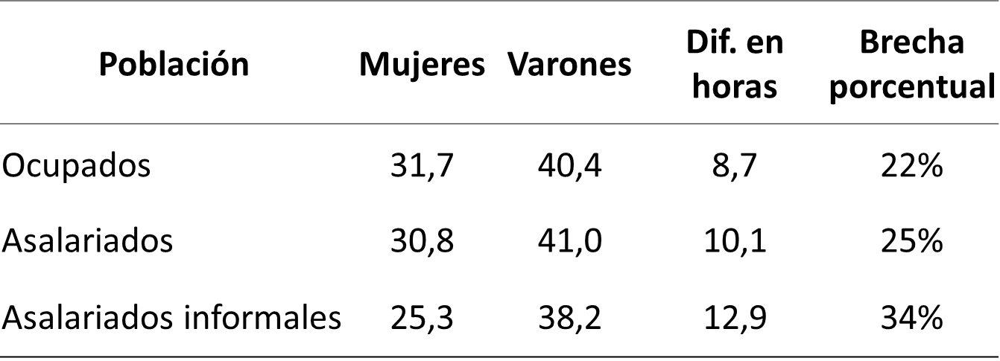 Población Mujeres Varones Dif. en horas Brecha porcentual
Ocupados 31,7 40,4 8,7 22%
Asalariados 30,8 41,0 10,1 25%
Asalariados informales 25,3 38,2 12,9 34%